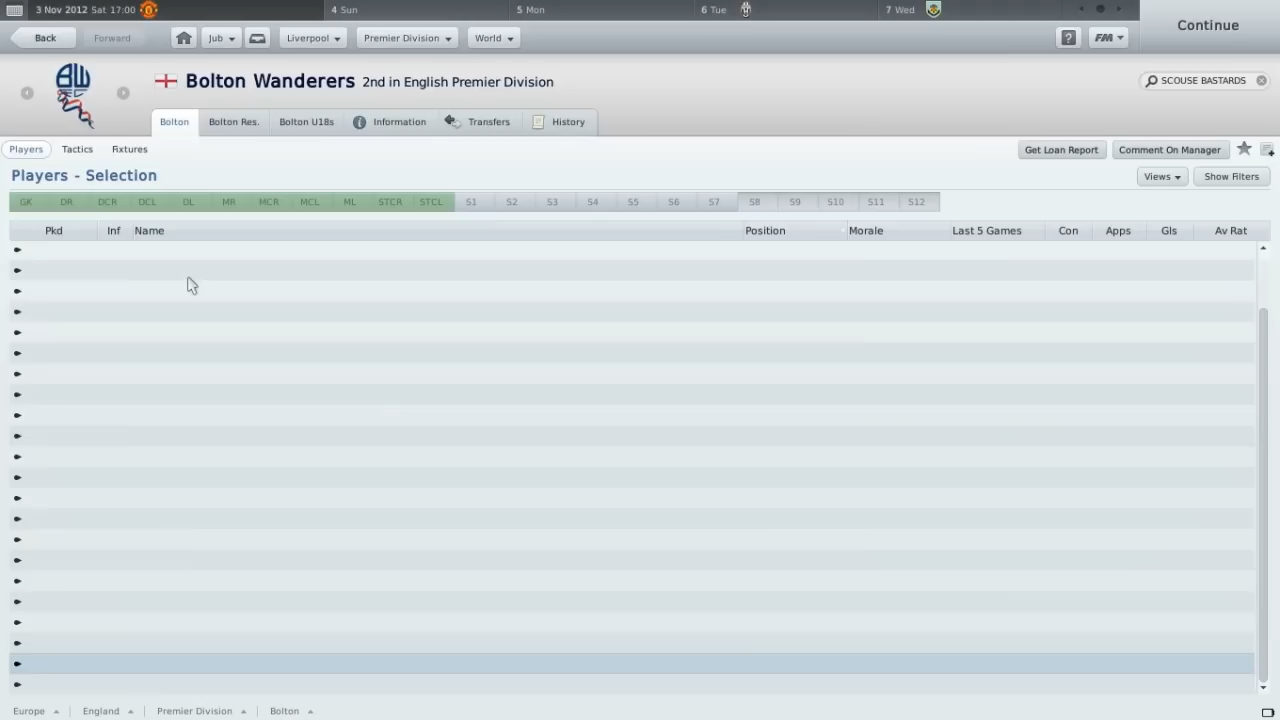 3 Nov 2012 Sat 17:00 4 Sun 5 Mon 6 Tue 7 Wed
Continue
Back Forward Job Liverpool Premier Division World ? FM
Bolton Wanderers 2nd in English Premier Division SCOUSE BASTARDS
Bolton Bolton Res. Bolton U18s Information Transfers History
Players Tactics Fixtures Get Loan Report Comment On Manager
Players - Selection Views Show Filters
GK DR DCR DCL DL MR MCR MCL ML STCR STCL S1 S2 S3 S4 S5 S6 S7 S8 S9 S10 S11 S12
Pkd Inf Name Position Morale Last 5 Games Con Apps Gls Av Rat
Europe England Premier Division Bolton